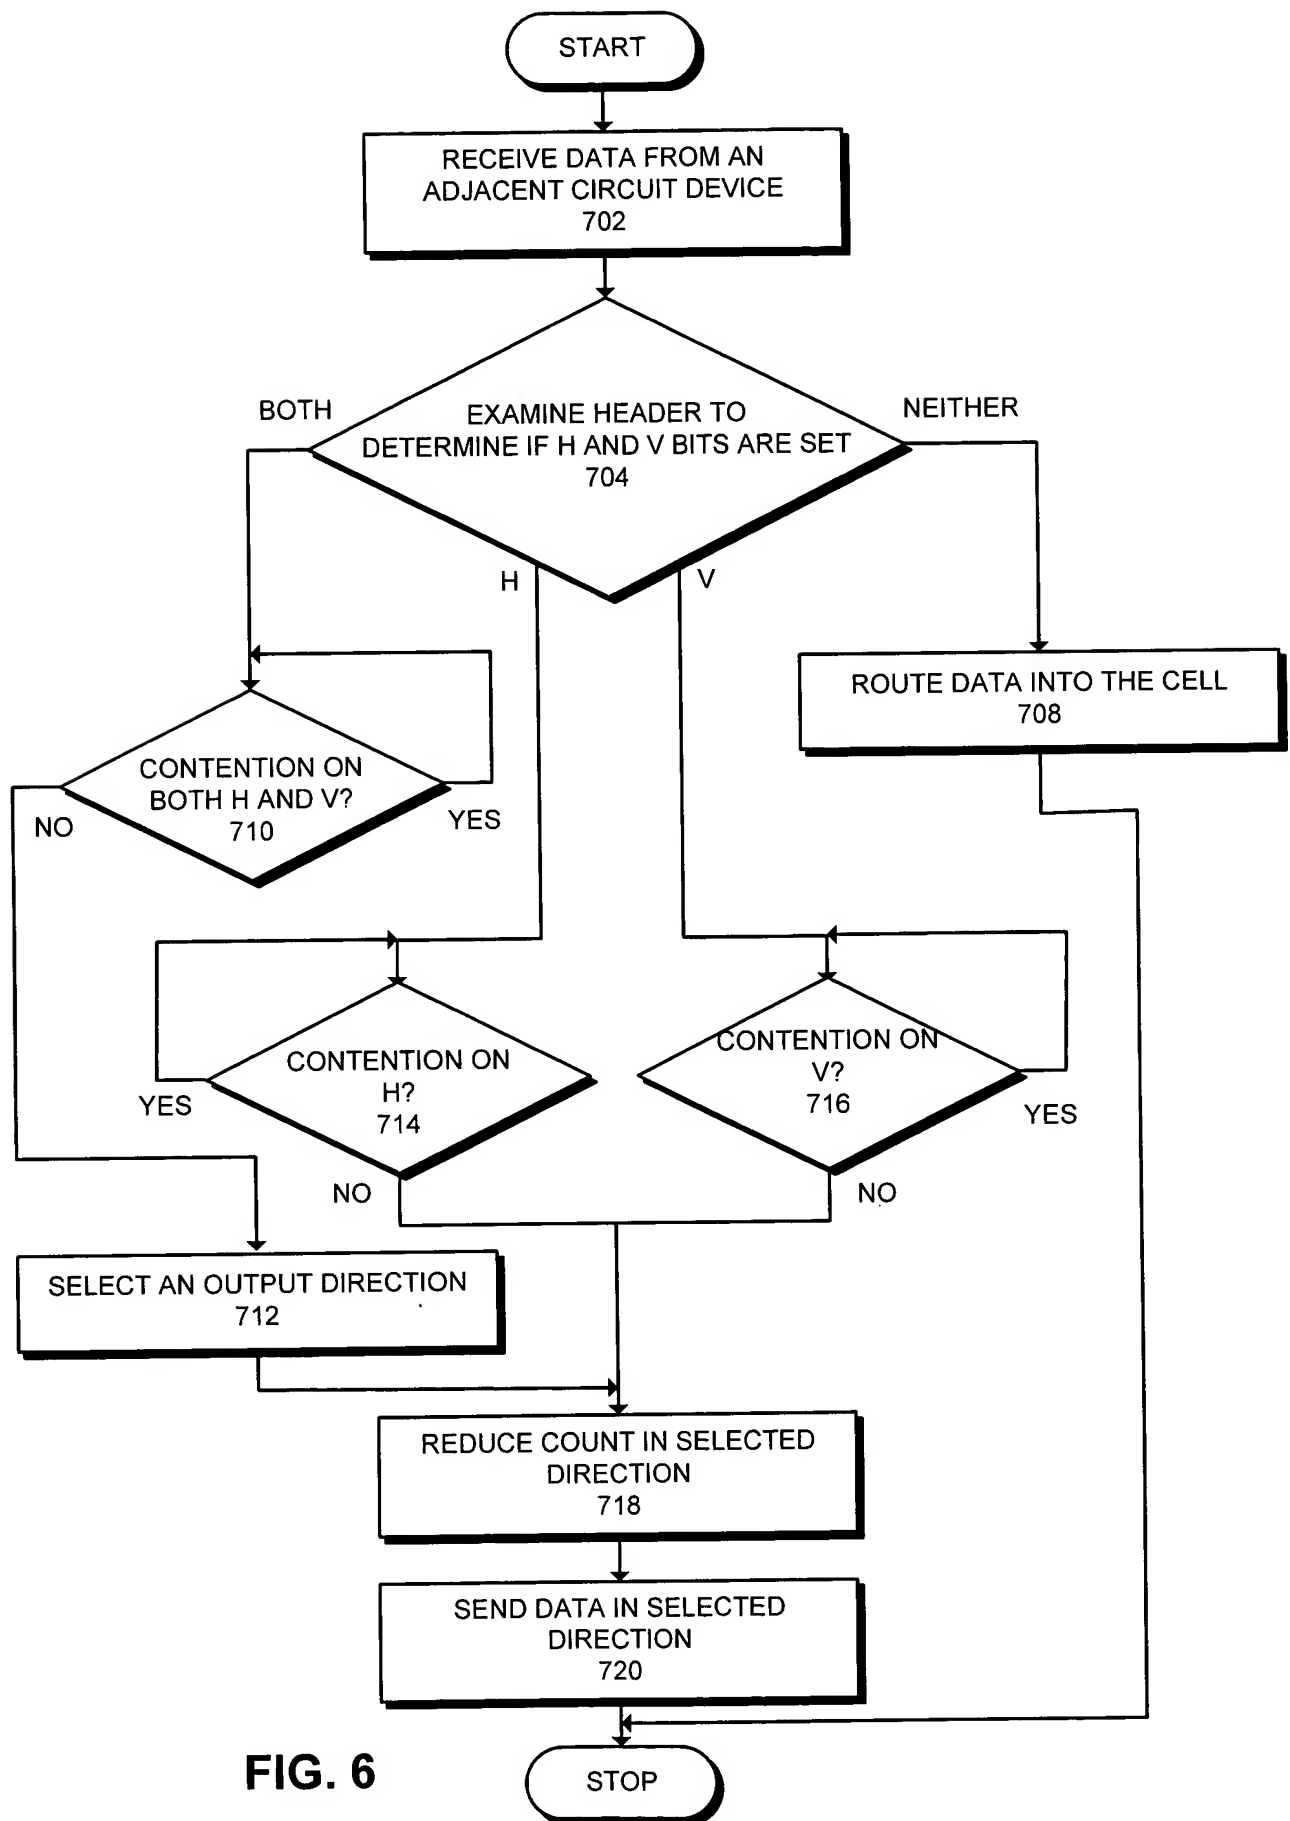 START
RECEIVE DATA FROM AN
ADJACENT CIRCUIT DEVICE
702
BOTH
NEITHER
EXAMINE HEADER TO
DETERMINE IF H AND V BITS ARE SET
704
H
V
ROUTE DATA INTO THE CELL
708
CONTENTION ON
BOTH H AND V?
710
NO
YES
CONTENTION ON
H?
714
YES
NO
CONTENTION ON
V?
716
YES
NO
SELECT AN OUTPUT DIRECTION
712
REDUCE COUNT IN SELECTED
DIRECTION
718
SEND DATA IN SELECTED
DIRECTION
720
STOP
FIG. 6